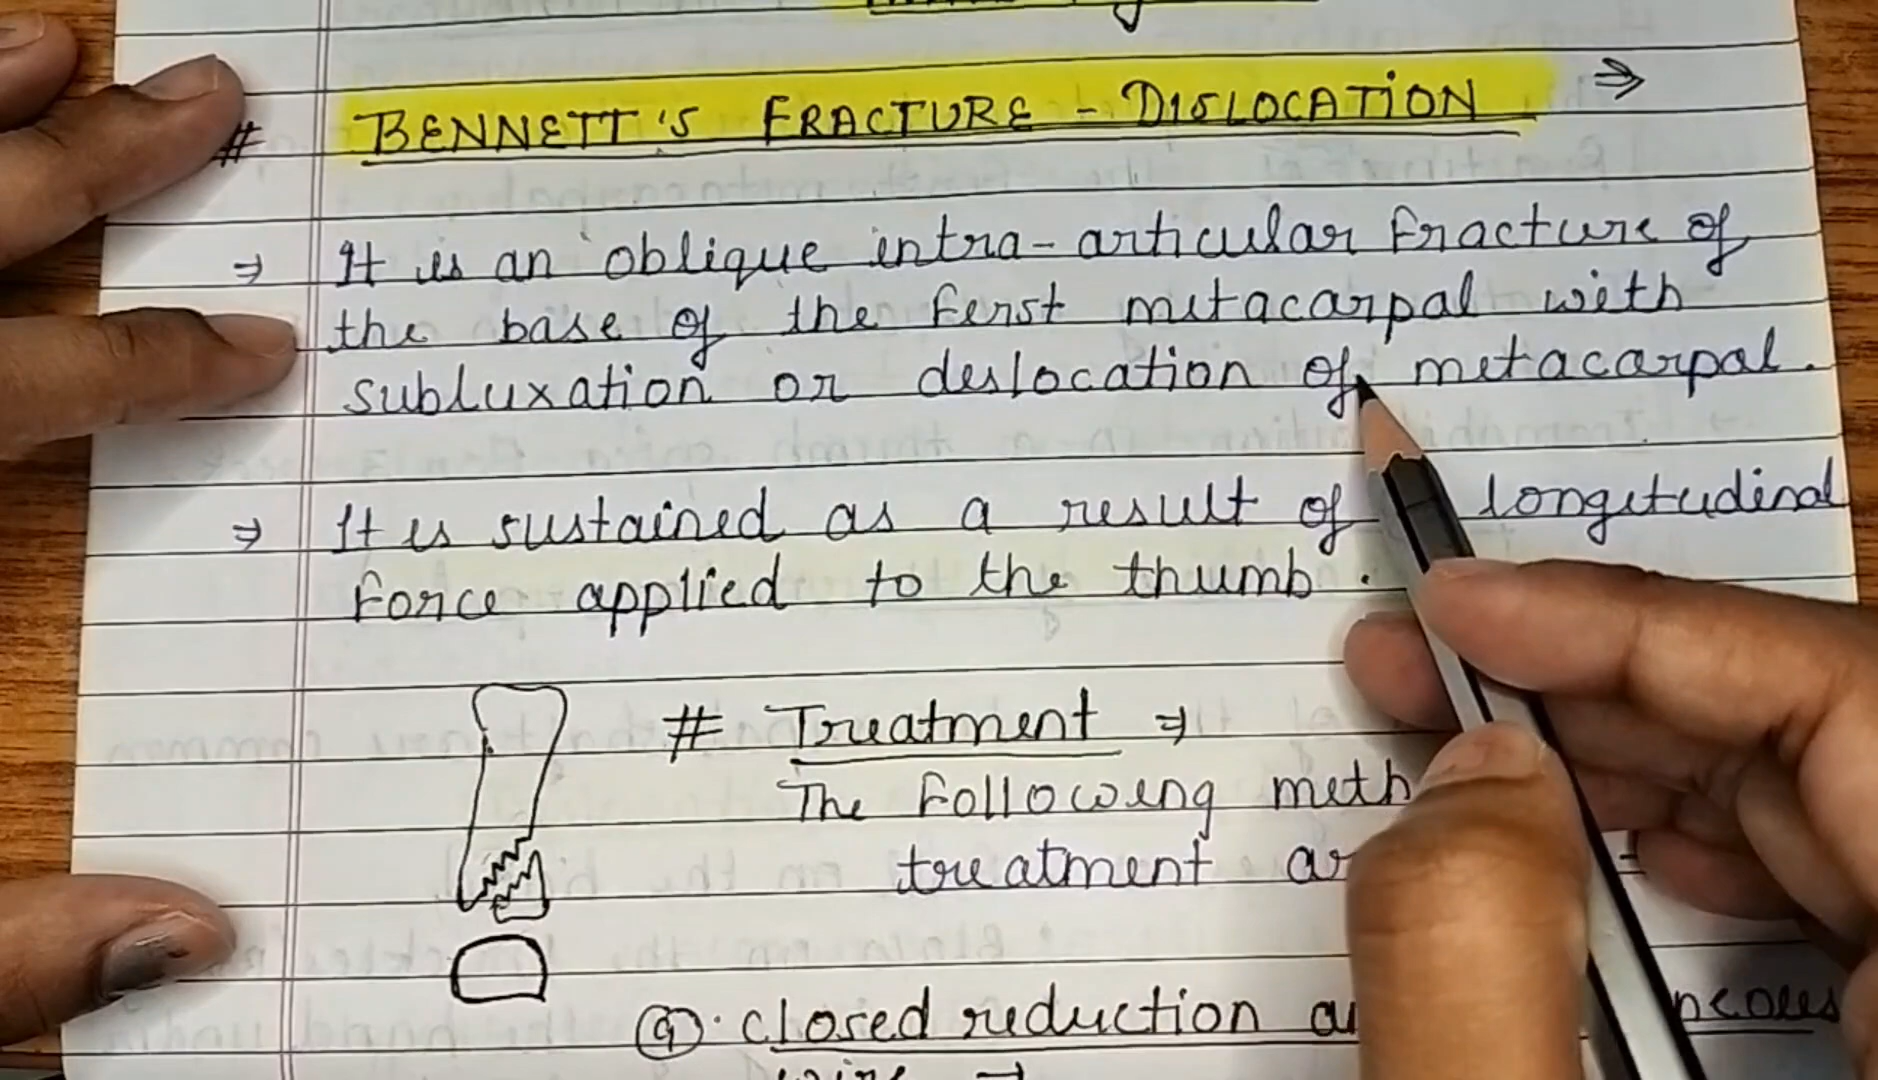 # BENNETT'S FRACTURE - DISLOCATION ⇒
⇒ It is an oblique intra-articular fracture of
the base of the first metacarpal with
subluxation or deslocation of metacarpal.
⇒ It is sustained as a result of longitudinal
force applied to the thumb.
# Treatment ⇒
The following meth
treatment ar
(a). closed reduction a